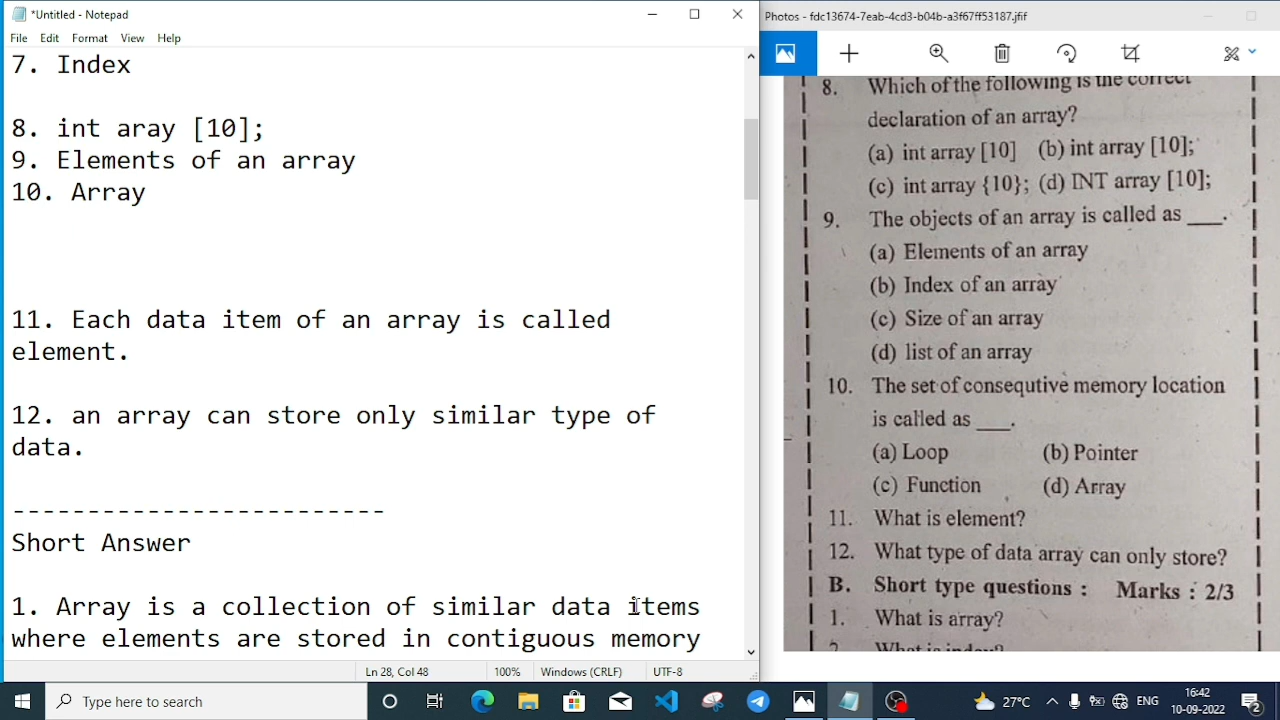 *Untitled - Notepad
File Edit Format View Help
7. Index
8. int aray [10];
9. Elements of an array
10. Array
11. Each data item of an array is called
element.
12. an array can store only similar type of
data.
-------------------------
Short Answer
1. Array is a collection of similar data items
where elements are stored in contiguous memory
Ln 28, Col 48 100% Windows (CRLF) UTF-8
Photos - fdc13674-7eab-4cd3-b04b-a3f67ff53187.jfif
8. Which of the following is the correct
declaration of an array?
(a) int array [10] (b) int array [10];
(c) int array {10}; (d) INT array [10];
9. The objects of an array is called as ___.
(a) Elements of an array
(b) Index of an array
(c) Size of an array
(d) list of an array
10. The set of consequtive memory location
is called as ___.
(a) Loop (b) Pointer
(c) Function (d) Array
11. What is element?
12. What type of data array can only store?
B. Short type questions : Marks : 2/3
1. What is array?
2. What is index?
Type here to search
27°C ENG 16:42
10-09-2022 2